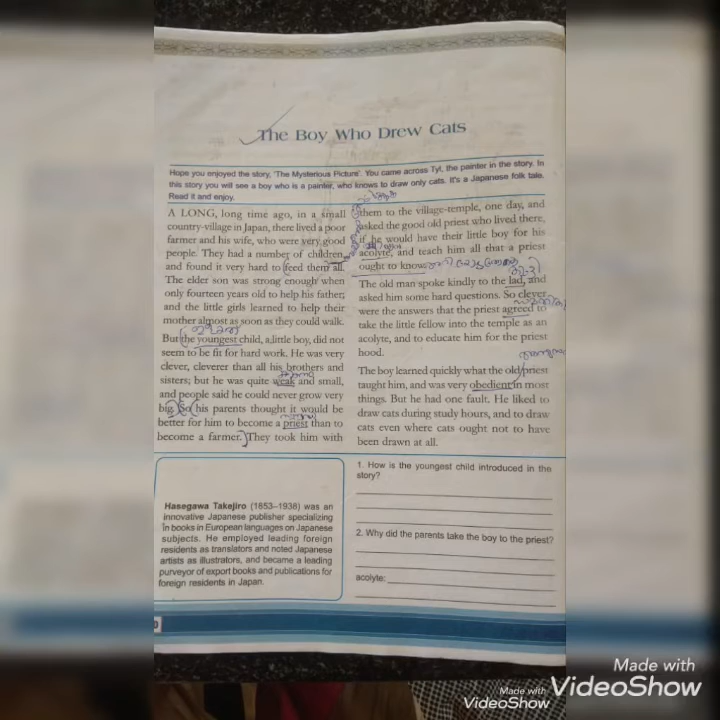 The Boy Who Drew Cats
Hope you enjoyed the story, 'The Mysterious Picture'. You came across Tyl, the painter in the story. In
this story you will see a boy who is a painter, who knows to draw only cats. It's a Japanese folk tale.
Read it and enjoy.
A LONG, long time ago, in a small
country-village in Japan, there lived a poor
farmer and his wife, who were very good
people. They had a number of children,
and found it very hard to feed them all.
The elder son was strong enough when
only fourteen years old to help his father;
and the little girls learned to help their
mother almost as soon as they could walk.
But the youngest child, a little boy, did not
seem to be fit for hard work. He was very
clever, cleverer than all his brothers and
sisters; but he was quite weak and small,
and people said he could never grow very
big. So his parents thought it would be
better for him to become a priest than to
become a farmer. They took him with
them to the village-temple, one day, and
asked the good old priest who lived there,
if he would have their little boy for his
acolyte, and teach him all that a priest
ought to know.
The old man spoke kindly to the lad, and
asked him some hard questions. So clever
were the answers that the priest agreed to
take the little fellow into the temple as an
acolyte, and to educate him for the priest
hood.
The boy learned quickly what the old priest
taught him, and was very obedient in most
things. But he had one fault. He liked to
draw cats during study hours, and to draw
cats even where cats ought not to have
been drawn at all.
Hasegawa Takejiro (1853–1938) was an
innovative Japanese publisher specializing
in books in European languages on Japanese
subjects. He employed leading foreign
residents as translators and noted Japanese
artists as illustrators, and became a leading
purveyor of export books and publications for
foreign residents in Japan.
1. How is the youngest child introduced in the
story?
2. Why did the parents take the boy to the priest?
acolyte:
Made with
VideoShow
Made with
VideoShow